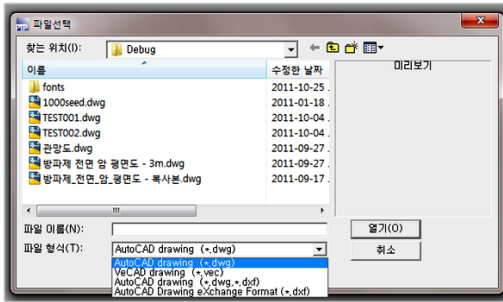 파일선택
찾는 위치(I):
Debug
이름
수정한 날짜
미리보기
fonts
2011-10-25
1000seed.dwg
2011-01-18
TEST001.dwg
2011-10-04
TEST002.dwg
2011-10-04
관망도.dwg
2011-09-27
방파제 전면 암 평면도 - 3m.dwg
2011-09-27
방파제_전면_암_평면도 - 복사본.dwg
2011-09-17
파일 이름(N):
열기(O)
파일 형식(T):
AutoCAD drawing (*.dwg)
취소
AutoCAD drawing (*.dwg)
VeCAD drawing (*.vec)
AutoCAD drawing (*.dwg,*.dxf)
AutoCAD Drawing eXchange Format (*.dxf)